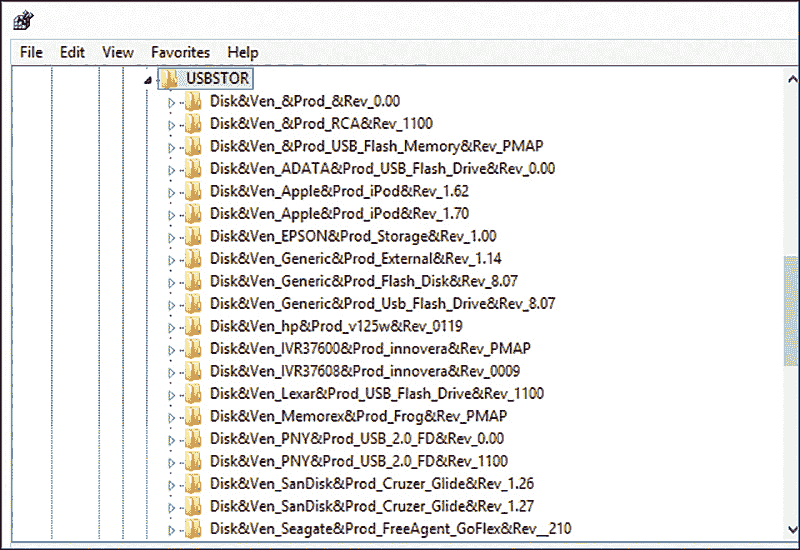 File Edit View Favorites Help
USBSTOR
Disk&Ven_&Prod_&Rev_0.00
Disk&Ven_&Prod_RCA&Rev_1100
Disk&Ven_&Prod_USB_Flash_Memory&Rev_PMAP
Disk&Ven_ADATA&Prod_USB_Flash_Drive&Rev_0.00
Disk&Ven_Apple&Prod_iPod&Rev_1.62
Disk&Ven_Apple&Prod_iPod&Rev_1.70
Disk&Ven_EPSON&Prod_Storage&Rev_1.00
Disk&Ven_Generic&Prod_External&Rev_1.14
Disk&Ven_Generic&Prod_Flash_Disk&Rev_8.07
Disk&Ven_Generic&Prod_Usb_Flash_Drive&Rev_8.07
Disk&Ven_hp&Prod_v125w&Rev_0119
Disk&Ven_IVR37600&Prod_innovera&Rev_PMAP
Disk&Ven_IVR37608&Prod_innovera&Rev_0009
Disk&Ven_Lexar&Prod_USB_Flash_Drive&Rev_1100
Disk&Ven_Memorex&Prod_Frog&Rev_PMAP
Disk&Ven_PNY&Prod_USB_2.0_FD&Rev_0.00
Disk&Ven_PNY&Prod_USB_2.0_FD&Rev_1100
Disk&Ven_SanDisk&Prod_Cruzer_Glide&Rev_1.26
Disk&Ven_SanDisk&Prod_Cruzer_Glide&Rev_1.27
Disk&Ven_Seagate&Prod_FreeAgent_GoFlex&Rev__210